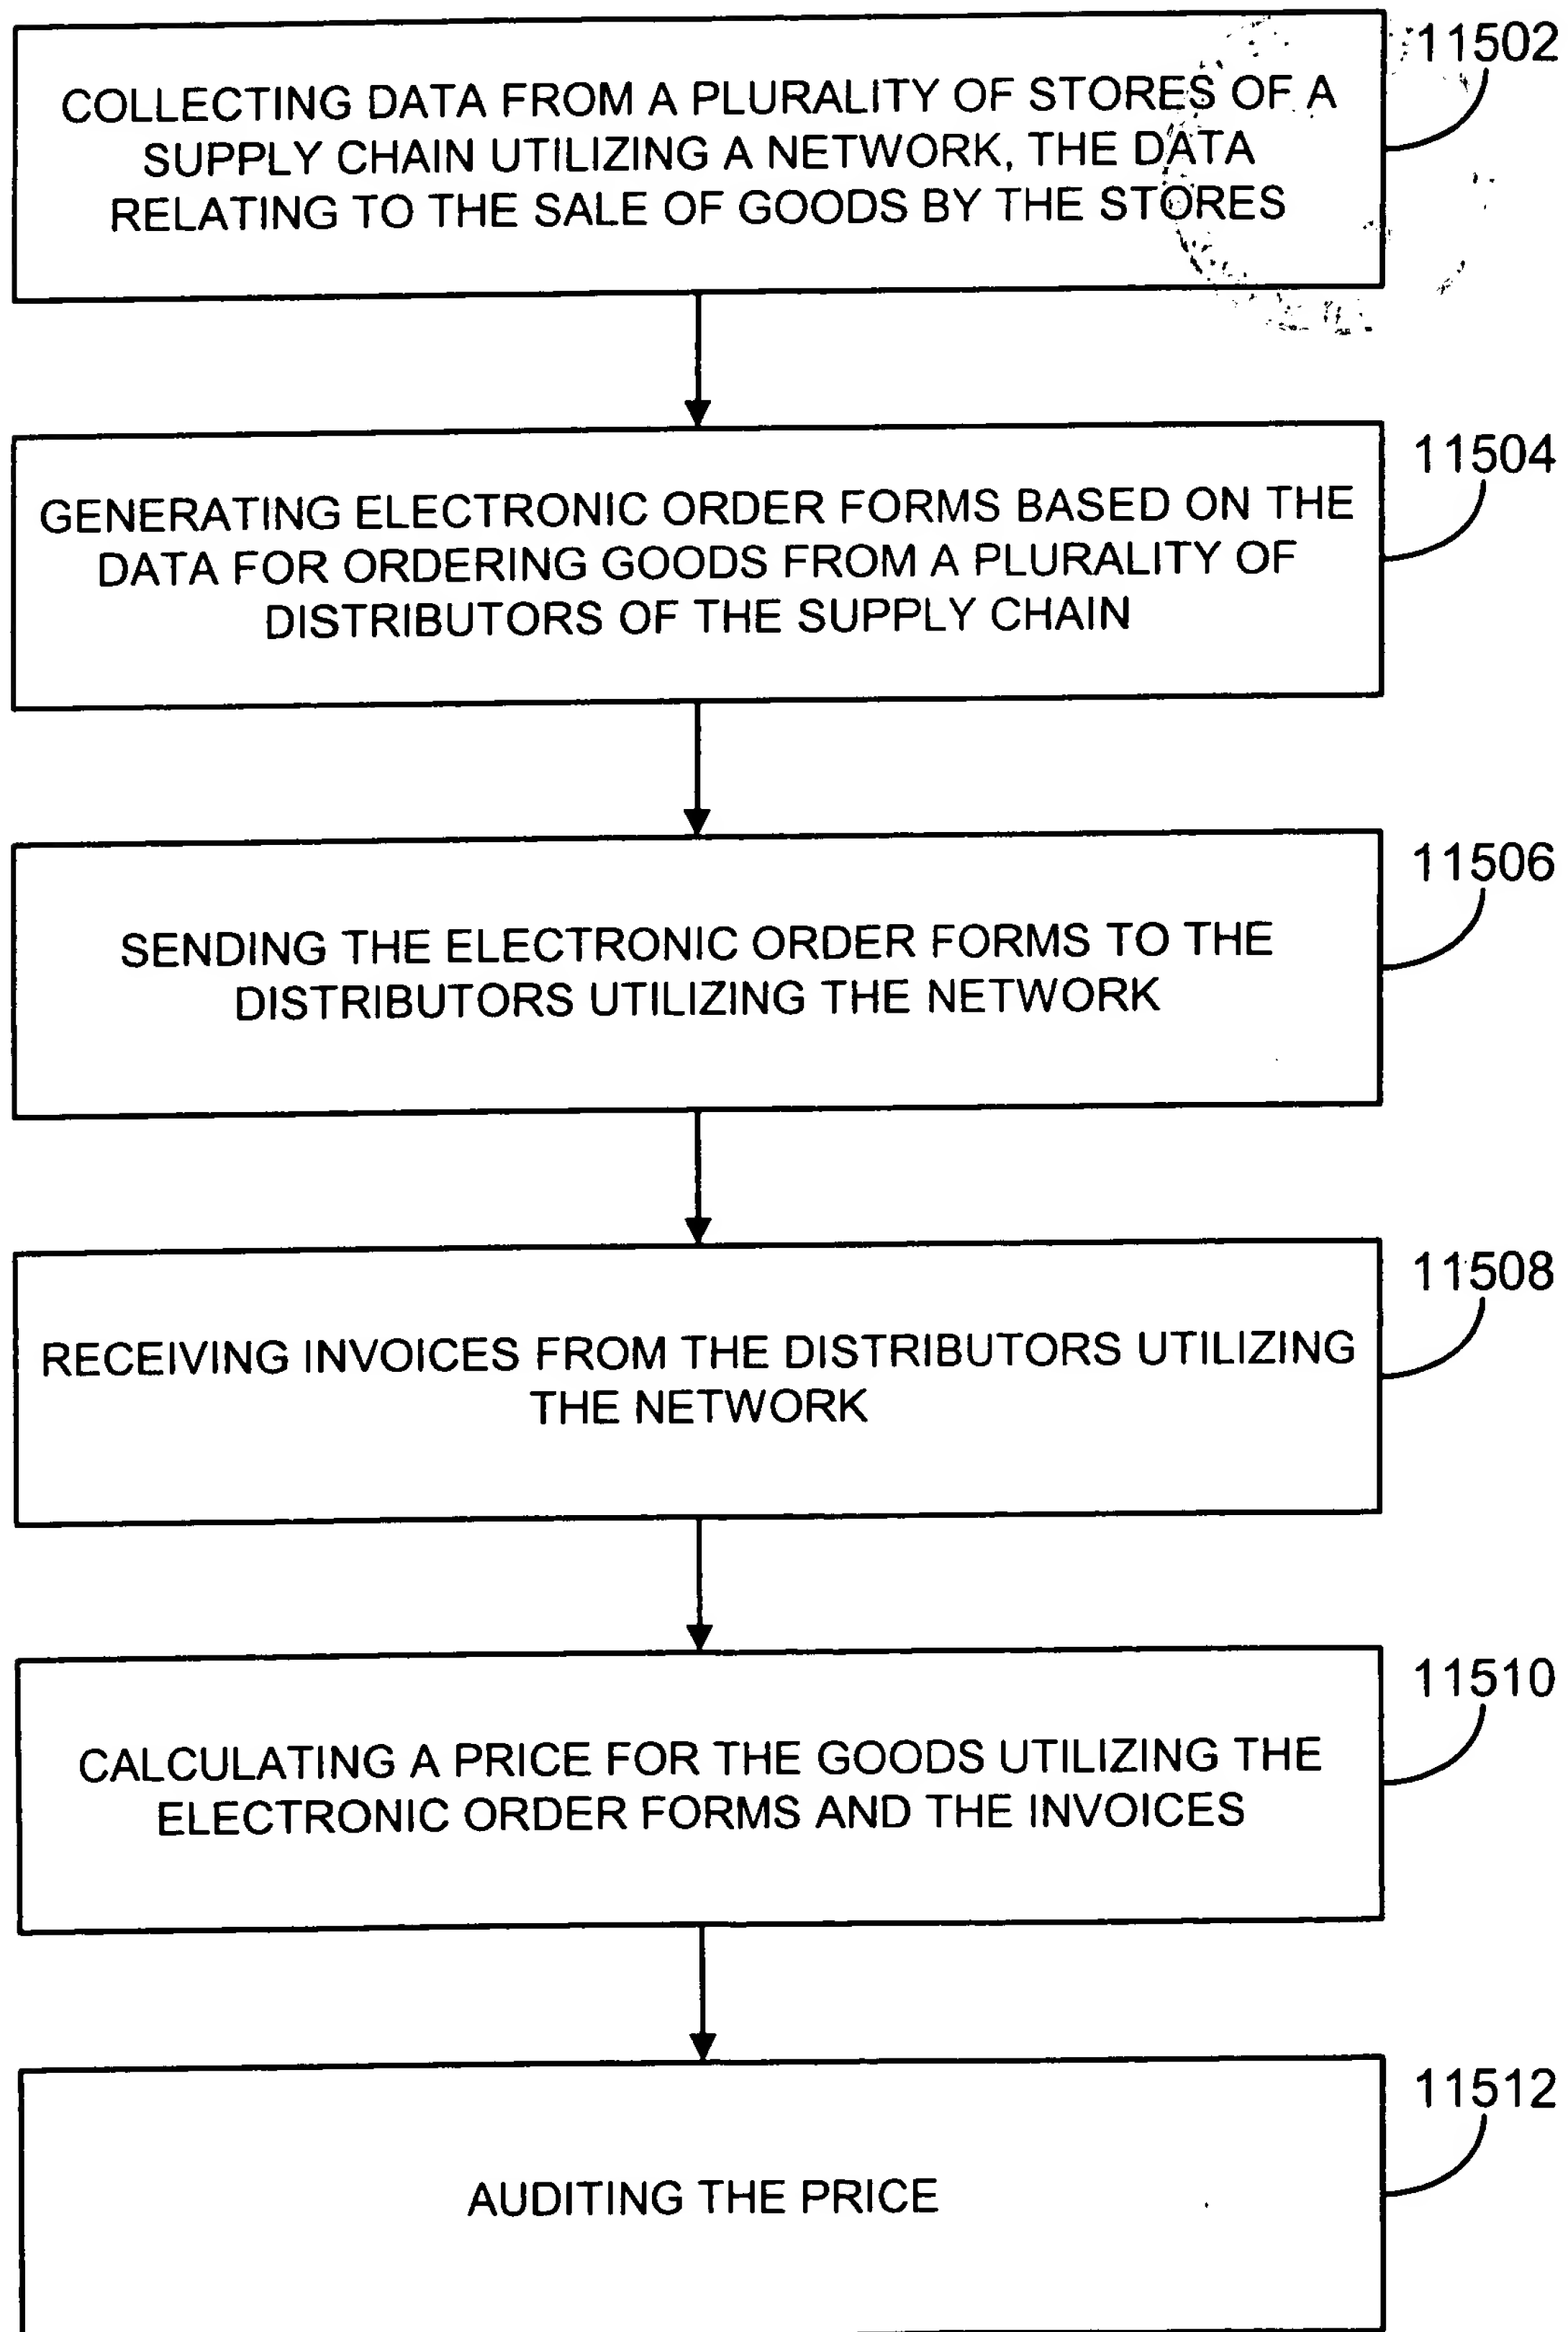 11502
COLLECTING DATA FROM A PLURALITY OF STORES OF A
SUPPLY CHAIN UTILIZING A NETWORK, THE DATA
RELATING TO THE SALE OF GOODS BY THE STORES
11504
GENERATING ELECTRONIC ORDER FORMS BASED ON THE
DATA FOR ORDERING GOODS FROM A PLURALITY OF
DISTRIBUTORS OF THE SUPPLY CHAIN
11506
SENDING THE ELECTRONIC ORDER FORMS TO THE
DISTRIBUTORS UTILIZING THE NETWORK
11508
RECEIVING INVOICES FROM THE DISTRIBUTORS UTILIZING
THE NETWORK
11510
CALCULATING A PRICE FOR THE GOODS UTILIZING THE
ELECTRONIC ORDER FORMS AND THE INVOICES
11512
AUDITING THE PRICE